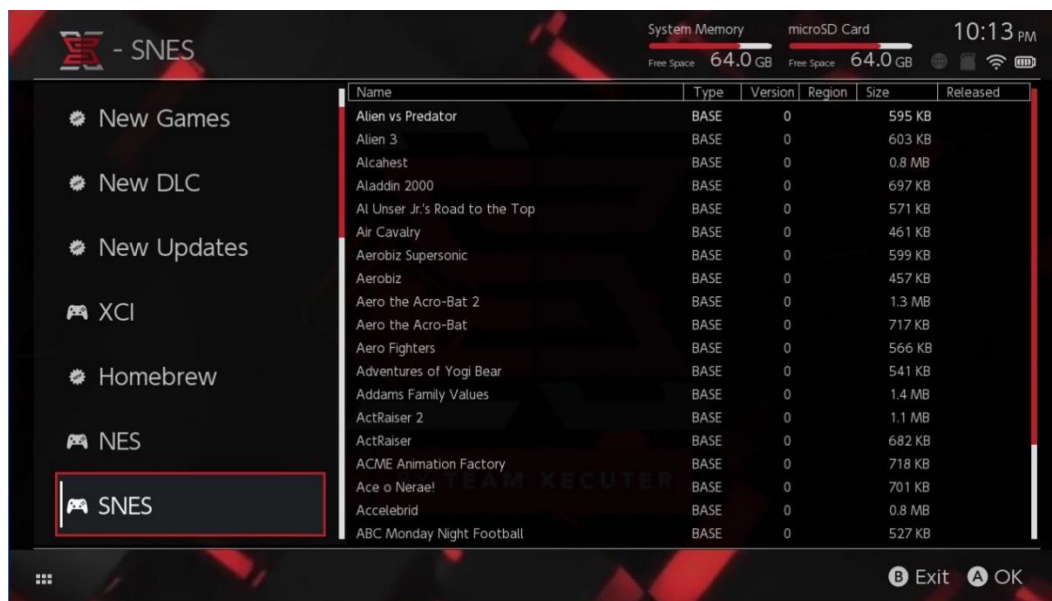 - SNES
System Memory
Free Space 64.0 GB
microSD Card
Free Space 64.0 GB
10:13 PM
New Games
New DLC
New Updates
XCI
Homebrew
NES
SNES
Name Type Version Region Size Released
Alien vs Predator BASE 0 595 KB
Alien 3 BASE 0 603 KB
Alcahest BASE 0 0.8 MB
Aladdin 2000 BASE 0 697 KB
Al Unser Jr.'s Road to the Top BASE 0 571 KB
Air Cavalry BASE 0 461 KB
Aerobiz Supersonic BASE 0 599 KB
Aerobiz BASE 0 457 KB
Aero the Acro-Bat 2 BASE 0 1.3 MB
Aero the Acro-Bat BASE 0 717 KB
Aero Fighters BASE 0 566 KB
Adventures of Yogi Bear BASE 0 541 KB
Addams Family Values BASE 0 1.4 MB
ActRaiser 2 BASE 0 1.1 MB
ActRaiser BASE 0 682 KB
ACME Animation Factory BASE 0 718 KB
Ace o Nerae! BASE 0 701 KB
Accelebrid BASE 0 0.8 MB
ABC Monday Night Football BASE 0 527 KB
TEAM XECUTER
B Exit A OK